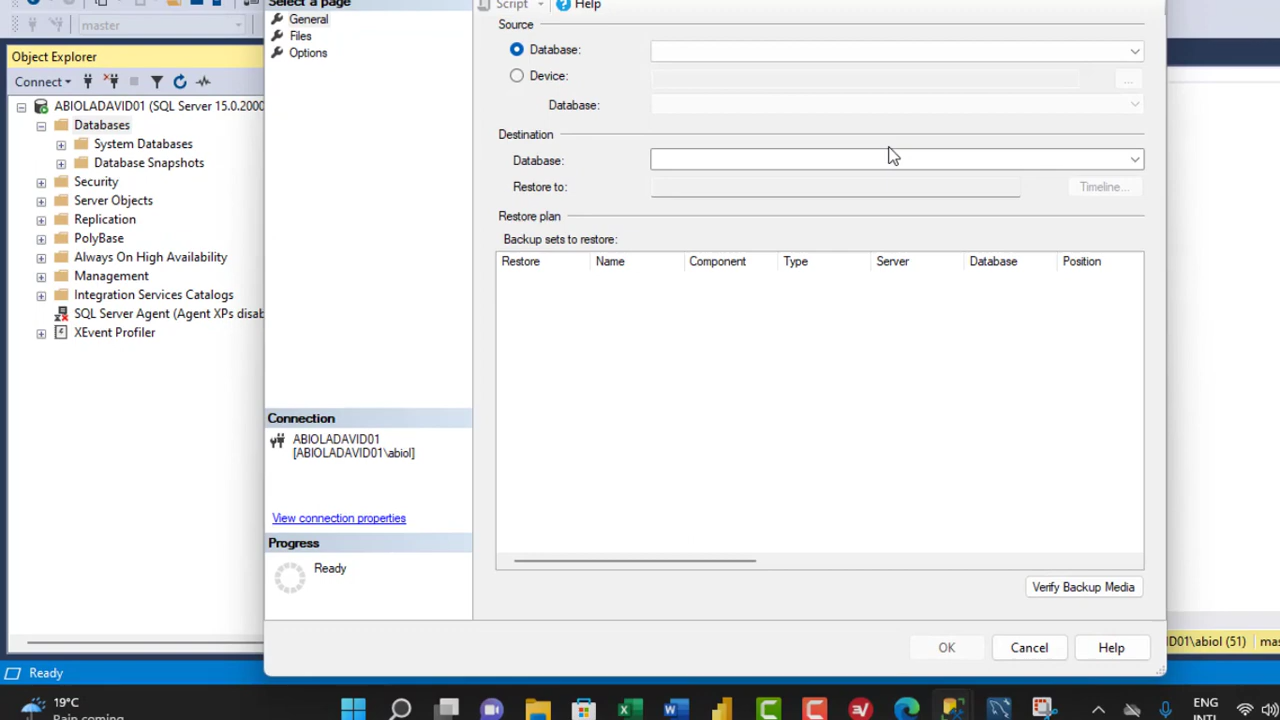 Select a page
Script
Help
master
General
Files
Options
Source
Database:
Device:
...
Database:
Destination
Database:
Restore to:
Timeline...
Restore plan
Backup sets to restore:
Restore Name Component Type Server Database Position
Object Explorer
Connect
ABIOLADAVID01 (SQL Server 15.0.2000
Databases
System Databases
Database Snapshots
Security
Server Objects
Replication
PolyBase
Always On High Availability
Management
Integration Services Catalogs
SQL Server Agent (Agent XPs disab
XEvent Profiler
Connection
ABIOLADAVID01
[ABIOLADAVID01\abiol]
View connection properties
Progress
Ready
Verify Backup Media
OK Cancel Help
D01\abiol (51) mas
Ready
19°C
Rain coming
ENG
INTL